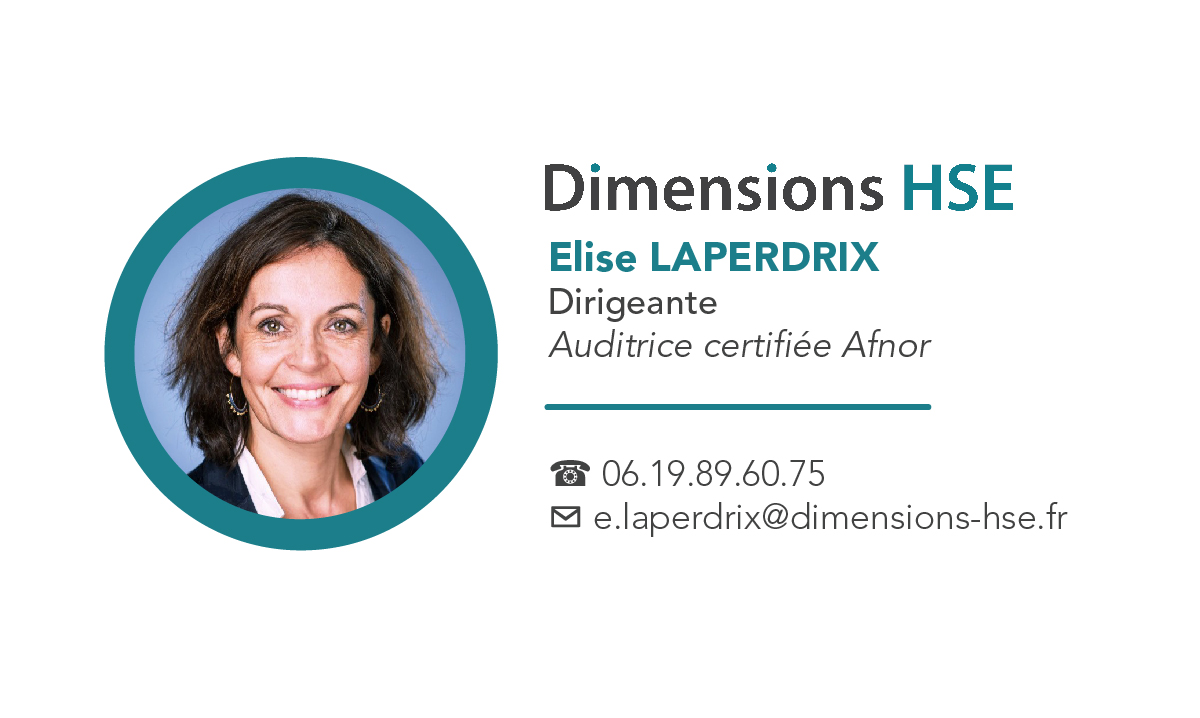 Dimensions HSE
Elise LAPERDRIX
Dirigeante
Auditrice certifiée Afnor
☎ 06.19.89.60.75
✉ e.laperdrix@dimensions-hse.fr